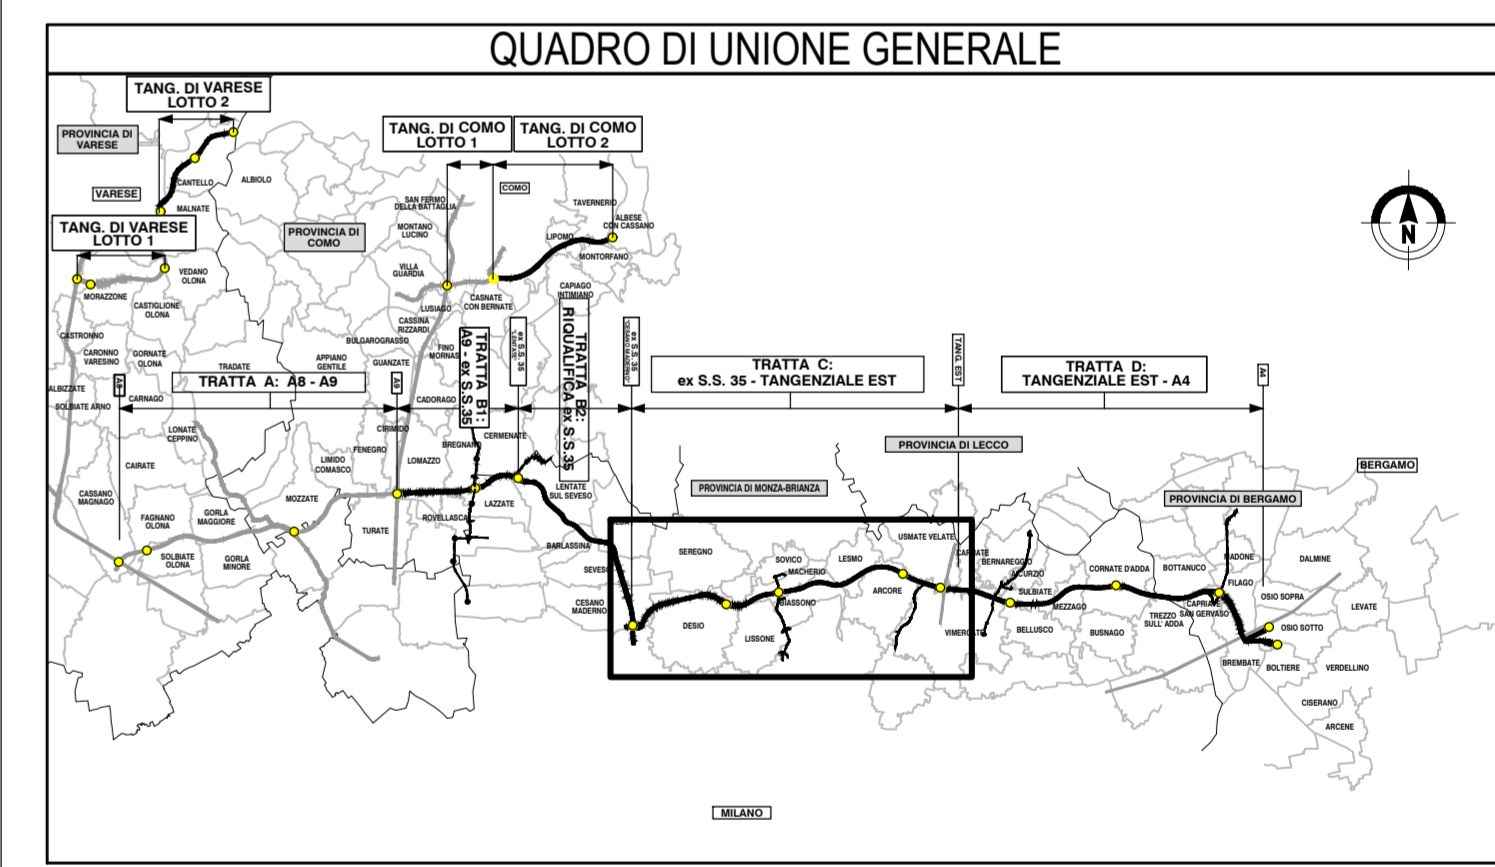 QUADRO DI UNIONE GENERALE
TANG. DI VARESE
LOTTO 2
PROVINCIA DI
VARESE
TANG. DI COMO
LOTTO 1
TANG. DI COMO
LOTTO 2
VARESE
CANTELLO
ALBIOLO
MALNATE
COMO
SAN FERMO
DELLA BATTAGLIA
TAVERNERIO
ALBESE
CON CASSANO
TANG. DI VARESE
LOTTO 1
PROVINCIA DI
COMO
MONTANO
LUCINO
LIPOMO
MONTORFANO
N
VEDANO
OLONA
VILLA
GUARDIA
MORAZZONE
CASTIGLIONE
OLONA
LUSIAGO
CASNATE
CON BERNATE
CAPIAGO
INTIMIANO
CASSINA
RIZZARDI
CASTRONNO
BULGAROGRASSO
FINO
MORNAS
CARONNO
VARESINO
GORNATE
OLONA
TRADATE
APPIANO
GENTILE
GUANZATE
TRATTA B1:
A9 - ex S.S.35
ex S.S. 35
"LENTATE"
TRATTA B2:
RIQUALIFICA ex S.S.35
ex S.S. 35
"CESANO MADERNO"
TRATTA C:
ex S.S. 35 - TANGENZIALE EST
TANG. EST
TRATTA D:
TANGENZIALE EST - A4
A4
ALBIZZATE
A8
TRATTA A: A8 - A9
A9
SOLBIATE ARNO
CARNAGO
CADORAGO
LONATE
CEPPINO
CIRIMIDO
BREGNANO
CERMENATE
PROVINCIA DI LECCO
FENEGRO
LOMAZZO
CAIRATE
LIMIDO
COMASCO
BERGAMO
CASSANO
MAGNAGO
MOZZATE
LENTATE
SUL SEVESO
PROVINCIA DI MONZA-BRIANZA
PROVINCIA DI BERGAMO
LAZZATE
FAGNANO
OLONA
GORLA
MAGGIORE
ROVELLASCA
TURATE
USMATE VELATE
SOLBIATE
OLONA
GORLA
MINORE
BARLASSINA
SEREGNO
SOVICO
LESMO
CARNATE
BERNAREGGIO
MADONE
DALMINE
SEVESO
MACHERIO
AICURZIO
CORNATE D'ADDA
BOTTANUCO
FILAGO
ARCORE
SULBIATE
OSIO SOPRA
CESANO
MADERNO
BIASSONO
MEZZAGO
CAPRIATE
SAN GERVASO
LEVATE
DESIO
LISSONE
VIMERCATE
BELLUSCO
BUSNAGO
TREZZO
SULL' ADDA
OSIO SOTTO
BREMBATE
BOLTIERE
VERDELLINO
CISERANO
ARCENE
MILANO